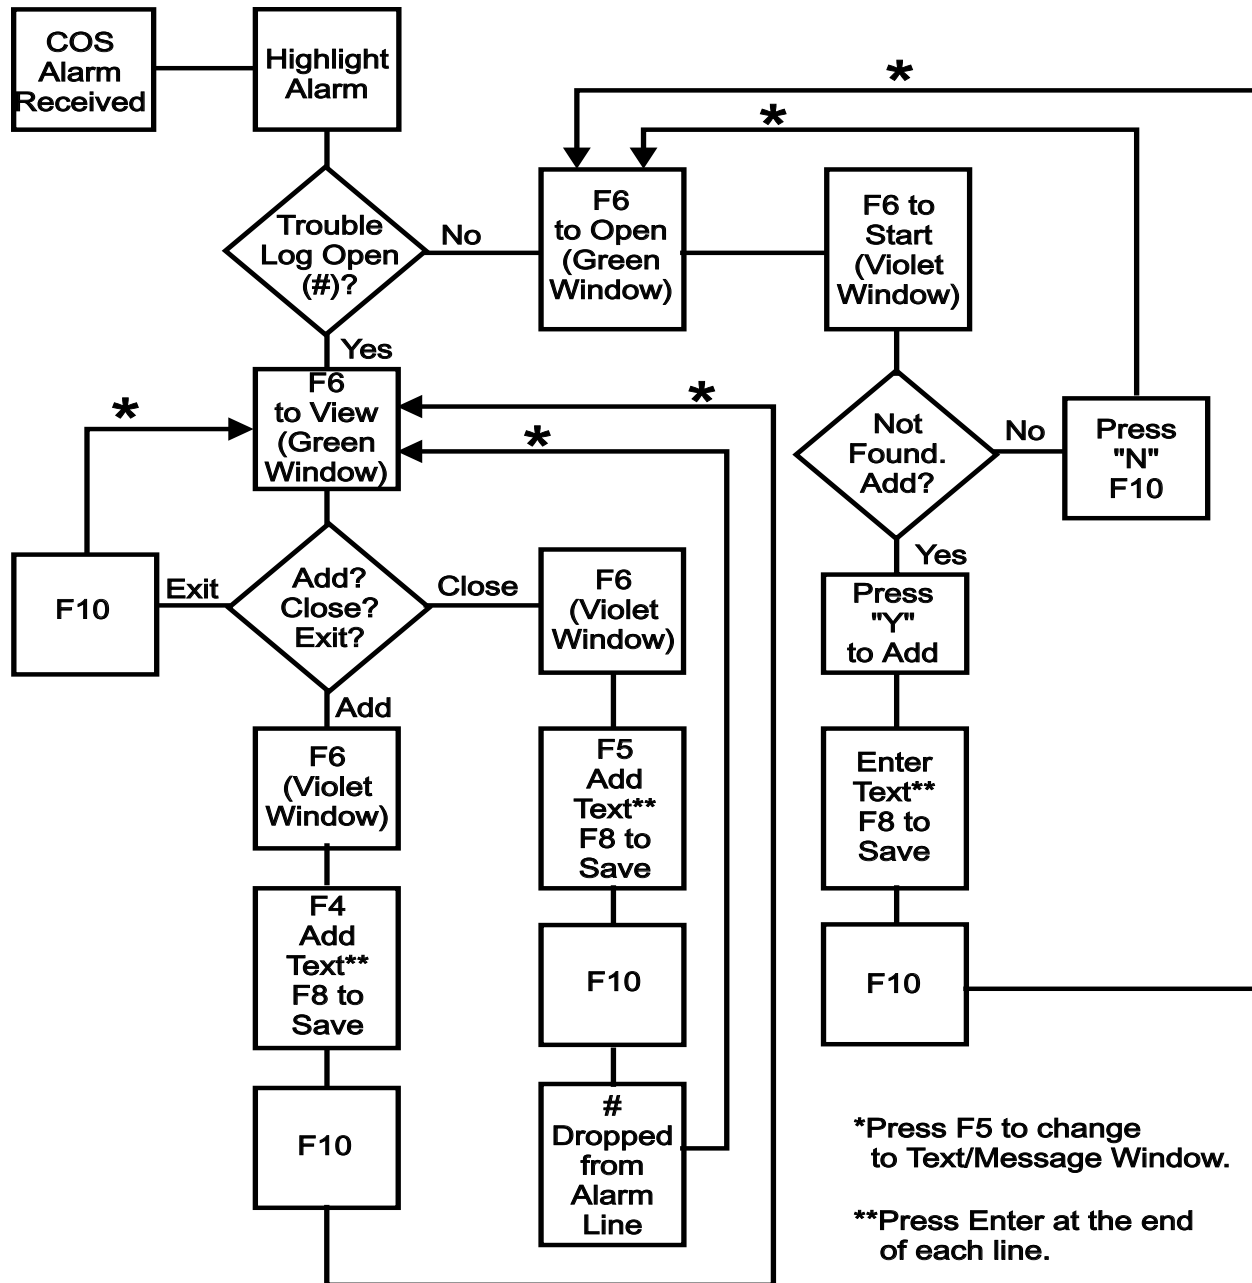 COS
Alarm
Received
Highlight
Alarm
*
*
Trouble
Log Open
(#)?
No
F6
to Open
(Green
Window)
F6 to
Start
(Violet
Window)
Yes
F6
to View
(Green
Window)
*
*
*
Not
Found.
Add?
No
Press
"N"
F10
F10
Exit
Add?
Close?
Exit?
Close
F6
(Violet
Window)
Yes
Press
"Y"
to Add
Add
F6
(Violet
Window)
F5
Add
Text**
F8 to
Save
Enter
Text**
F8 to
Save
F4
Add
Text**
F8 to
Save
F10
F10
F10
#
Dropped
from
Alarm
Line
*Press F5 to change
to Text/Message Window.
**Press Enter at the end
of each line.